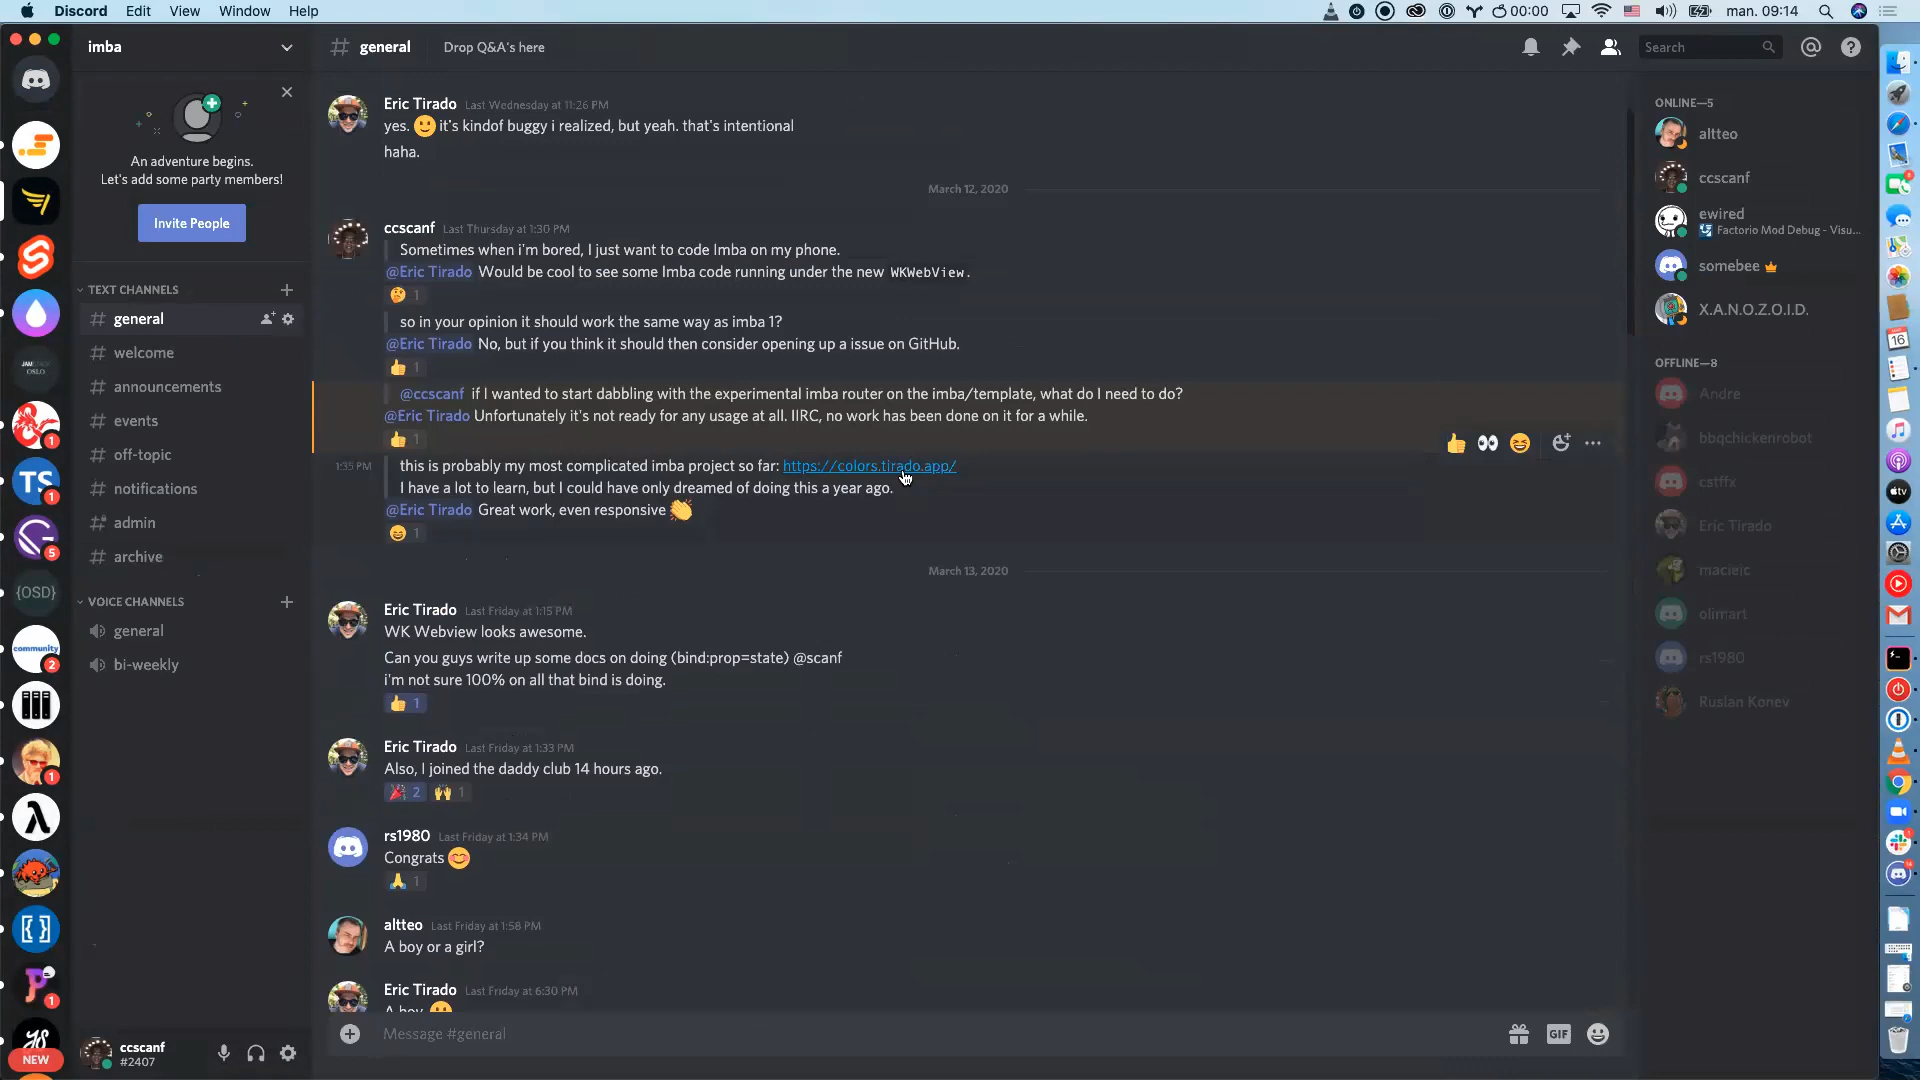 Discord Edit View Window Help
00:00 man. 09:14
imba
# general Drop Q&A's here
Search
An adventure begins.
Let's add some party members!
Invite People
TEXT CHANNELS
# general
# welcome
# announcements
# events
# off-topic
# notifications
# admin
# archive
VOICE CHANNELS
general
bi-weekly
JAMSTACK
OSLO
1
TS
1
5
{OSD}
community
2
1
1
NEW
ccscanf
#2407
Eric Tirado Last Wednesday at 11:26 PM
yes. 🙂 it's kindof buggy i realized, but yeah. that's intentional
haha.
March 12, 2020
ccscanf Last Thursday at 1:30 PM
Sometimes when i'm bored, I just want to code Imba on my phone.
@Eric Tirado Would be cool to see some Imba code running under the new WKWebView.
🤔 1
so in your opinion it should work the same way as imba 1?
@Eric Tirado No, but if you think it should then consider opening up a issue on GitHub.
👍 1
@ccscanf if I wanted to start dabbling with the experimental imba router on the imba/template, what do I need to do?
@Eric Tirado Unfortunately it's not ready for any usage at all. IIRC, no work has been done on it for a while.
👍 1
1:35 PM this is probably my most complicated imba project so far: https://colors.tirado.app/
I have a lot to learn, but I could have only dreamed of doing this a year ago.
@Eric Tirado Great work, even responsive 👏
😄 1
March 13, 2020
Eric Tirado Last Friday at 1:15 PM
WK Webview looks awesome.
Can you guys write up some docs on doing (bind:prop=state) @scanf
i'm not sure 100% on all that bind is doing.
👍 1
Eric Tirado Last Friday at 1:33 PM
Also, I joined the daddy club 14 hours ago.
🎉 2 🙌 1
rs1980 Last Friday at 1:34 PM
Congrats 😊
🙏 1
altteo Last Friday at 1:58 PM
A boy or a girl?
Eric Tirado Last Friday at 6:30 PM
A boy 🙂
Message #general
GIF
ONLINE—5
altteo
ccscanf
ewired
Factorio Mod Debug - Visu...
somebee
X.A.N.O.Z.O.I.D.
OFFLINE—8
Andre
bbqchickenrobot
cstffx
Eric Tirado
maciejc
olimart
rs1980
Ruslan Konev